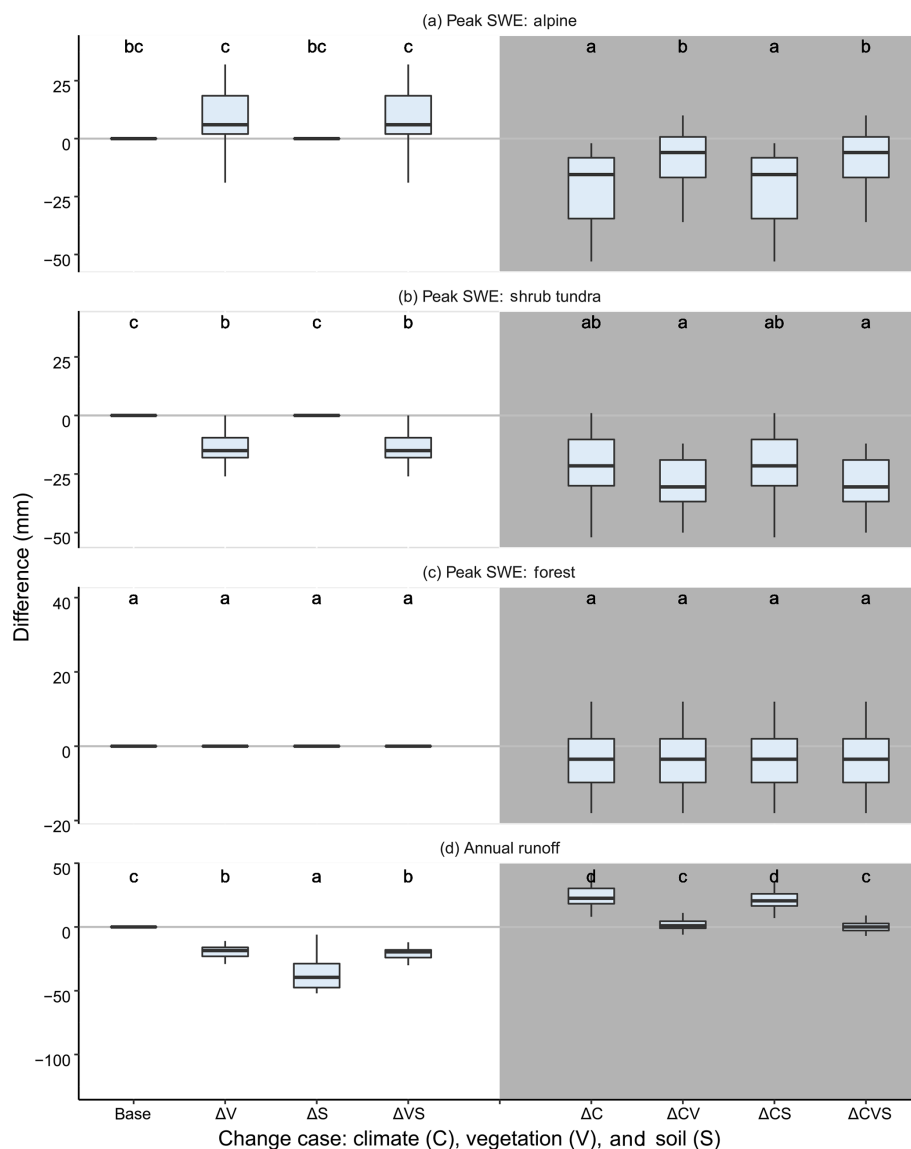 (a) Peak SWE: alpine
bc c bc c a b a b
25
0
−25
−50
(b) Peak SWE: shrub tundra
c b c b ab a ab a
25
0
−25
−50
(c) Peak SWE: forest
a a a a a a a a
40
20
0
−20
(d) Annual runoff
c b a b d c d c
50
0
−50
−100
Difference (mm)
Base ΔV ΔS ΔVS ΔC ΔCV ΔCS ΔCVS
Change case: climate (C), vegetation (V), and soil (S)